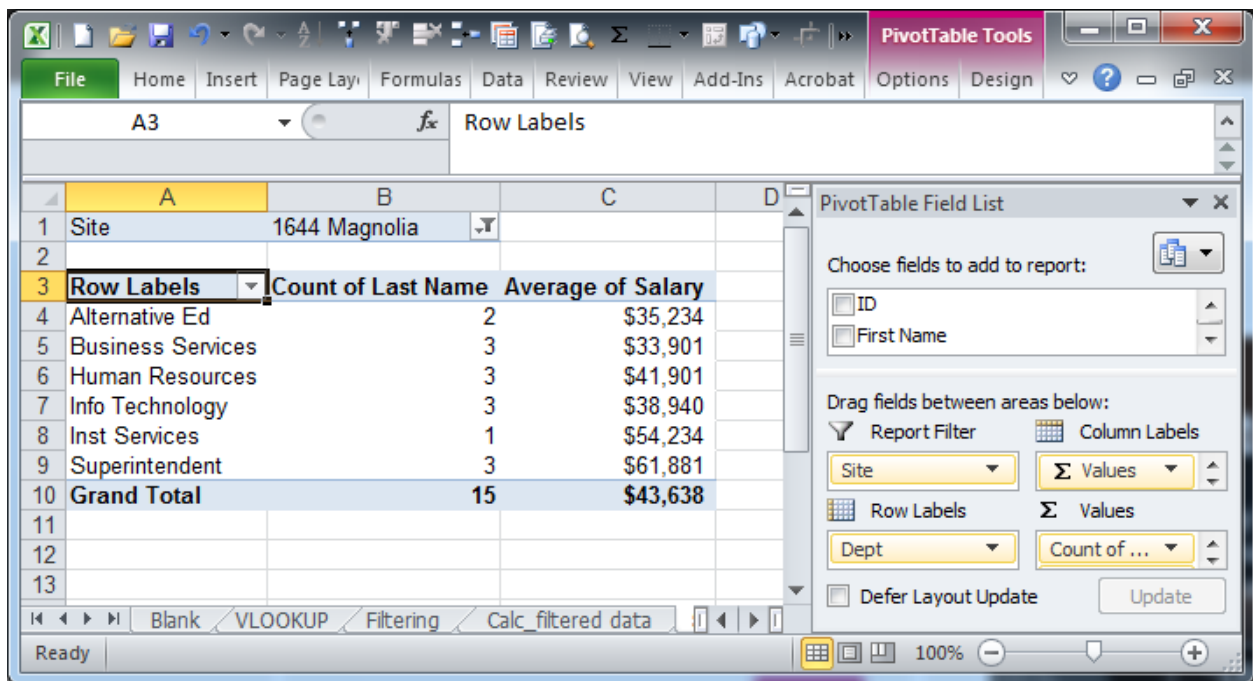 PivotTable Tools
File Home Insert Page Layo Formulas Data Review View Add-Ins Acrobat Options Design
A3 fx Row Labels
A B C D
1 Site 1644 Magnolia
2
3 Row Labels Count of Last Name Average of Salary
4 Alternative Ed 2 $35,234
5 Business Services 3 $33,901
6 Human Resources 3 $41,901
7 Info Technology 3 $38,940
8 Inst Services 1 $54,234
9 Superintendent 3 $61,881
10 Grand Total 15 $43,638
11
12
13
PivotTable Field List
Choose fields to add to report:
ID
First Name
Drag fields between areas below:
Report Filter Column Labels
Site Σ Values
Row Labels Σ Values
Dept Count of ...
Defer Layout Update Update
Blank VLOOKUP Filtering Calc_filtered data
Ready 100%